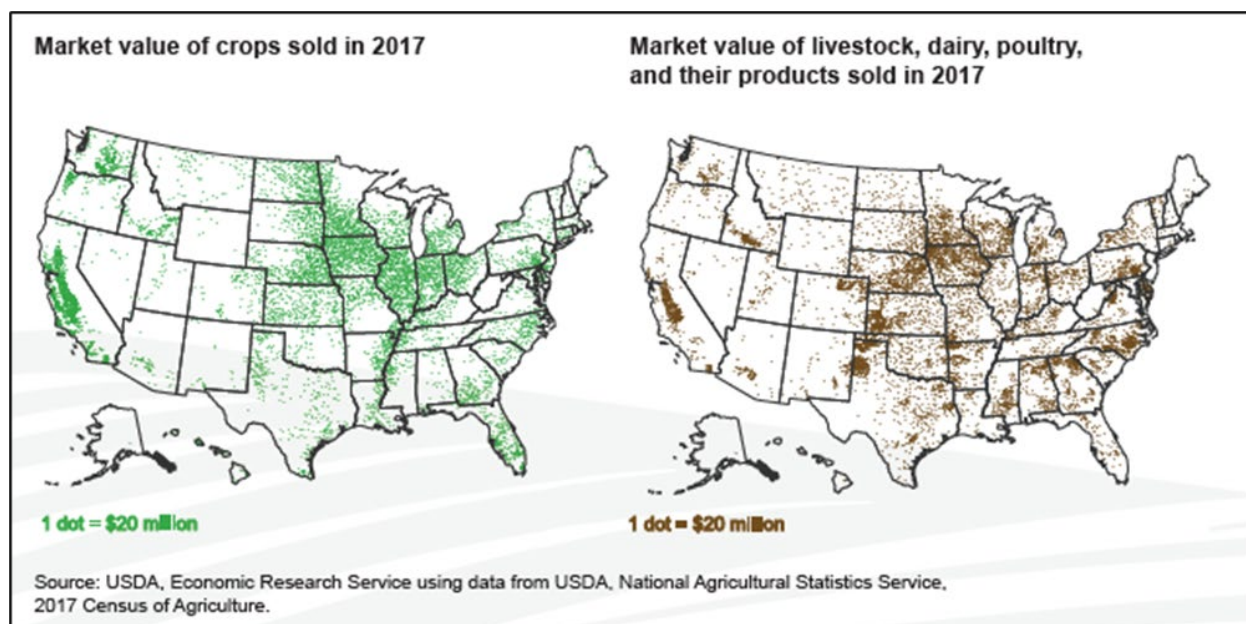 Market value of crops sold in 2017
Market value of livestock, dairy, poultry,
and their products sold in 2017
1 dot = $20 million
1 dot = $20 million
Source: USDA, Economic Research Service using data from USDA, National Agricultural Statistics Service,
2017 Census of Agriculture.